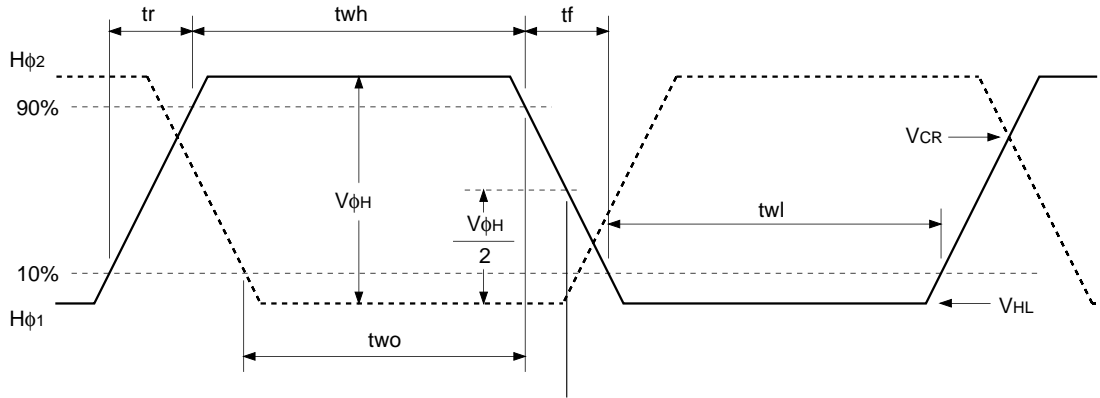 tr
twh
tf
Hφ2
90%
VCR
VφH
VφH
2
twl
10%
Hφ1
VHL
two